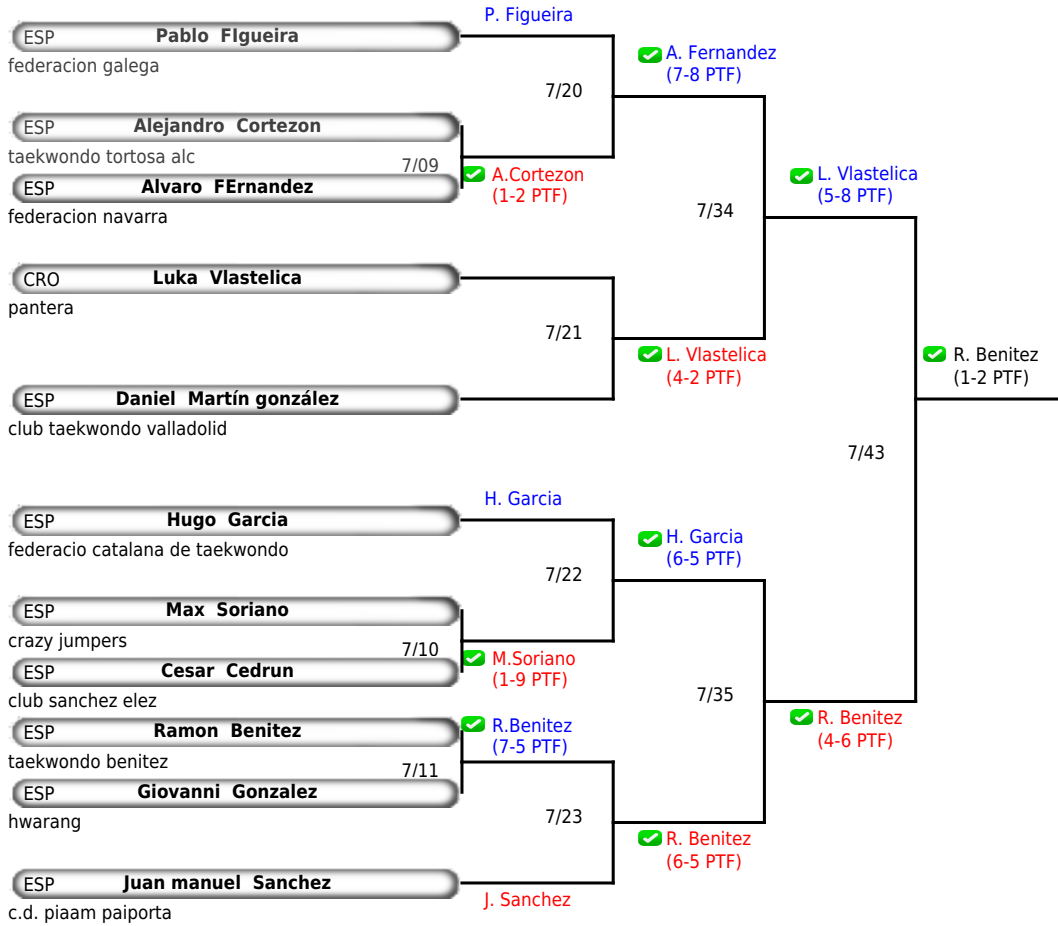 P. Figueira
ESP Pablo FIgueira
federacion galega
A. Fernandez
(7-8 PTF)
7/20
ESP Alejandro Cortezon
taekwondo tortosa alc
7/09
A.Cortezon
(1-2 PTF)
ESP Alvaro FErnandez
federacion navarra
L. Vlastelica
(5-8 PTF)
7/34
CRO Luka Vlastelica
pantera
7/21
L. Vlastelica
(4-2 PTF)
R. Benitez
(1-2 PTF)
ESP Daniel Martín gonzález
club taekwondo valladolid
7/43
H. Garcia
ESP Hugo Garcia
federacio catalana de taekwondo
H. Garcia
(6-5 PTF)
7/22
ESP Max Soriano
crazy jumpers
7/10
M.Soriano
(1-9 PTF)
ESP Cesar Cedrun
club sanchez elez
7/35
R. Benitez
(4-6 PTF)
ESP Ramon Benitez
R.Benitez
(7-5 PTF)
taekwondo benitez
7/11
ESP Giovanni Gonzalez
hwarang
7/23
R. Benitez
(6-5 PTF)
ESP Juan manuel Sanchez
J. Sanchez
c.d. piaam paiporta